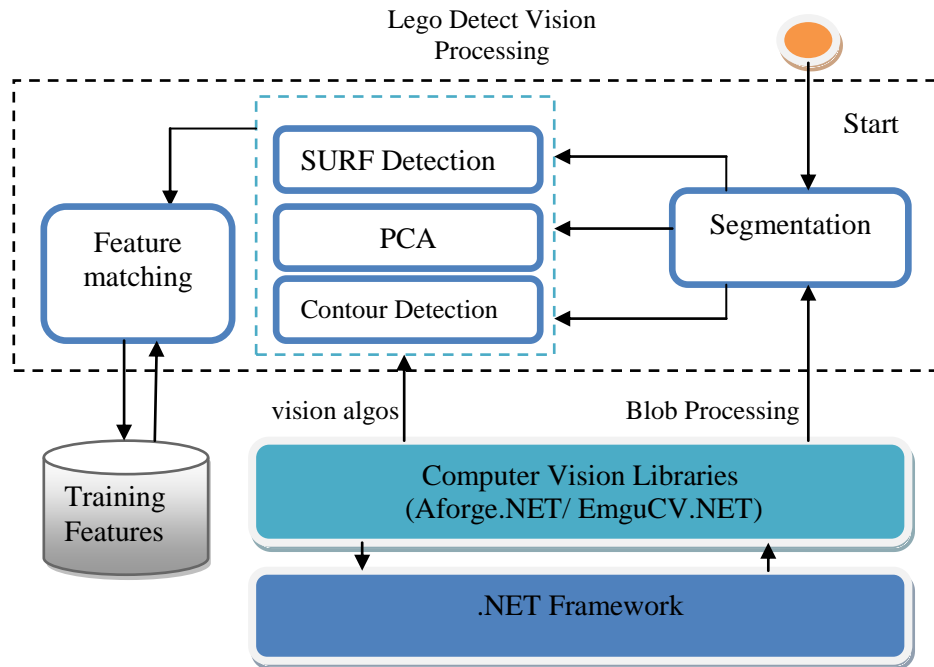 Lego Detect Vision
Processing
Start
SURF Detection
PCA
Contour Detection
Segmentation
Feature
matching
vision algos
Blob Processing
Training
Features
Computer Vision Libraries
(Aforge.NET/ EmguCV.NET)
.NET Framework